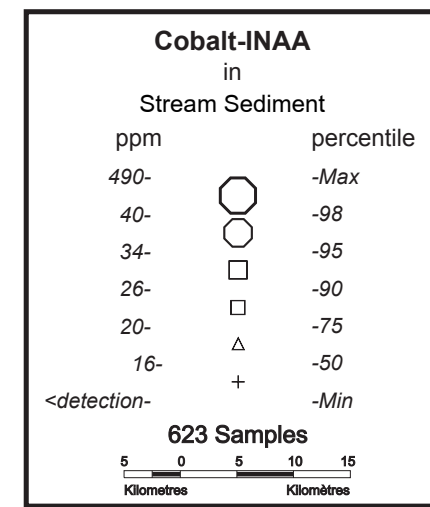 Cobalt-INAA
in
Stream Sediment
ppm percentile
490- -Max
40- -98
34- -95
26- -90
20- -75
16- -50
<detection- -Min
623 Samples
5 0 5 10 15
Kilometres Kilomètres